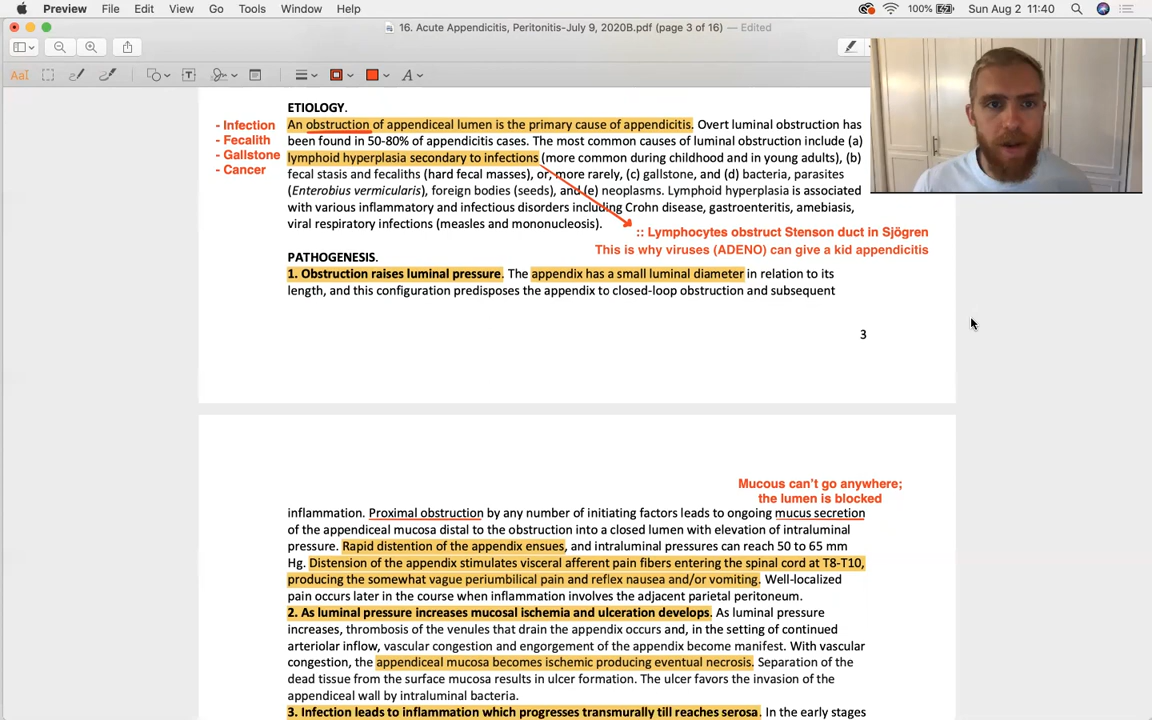 Preview File Edit View Go Tools Window Help 100% Sun Aug 2 11:40
16. Acute Appendicitis, Peritonitis-July 9, 2020B.pdf (page 3 of 16) — Edited
ETIOLOGY.
- Infection
- Fecalith
- Gallstone
- Cancer
An obstruction of appendiceal lumen is the primary cause of appendicitis. Overt luminal obstruction has
been found in 50-80% of appendicitis cases. The most common causes of luminal obstruction include (a)
lymphoid hyperplasia secondary to infections (more common during childhood and in young adults), (b)
fecal stasis and fecaliths (hard fecal masses), or, more rarely, (c) gallstone, and (d) bacteria, parasites
(Enterobius vermicularis), foreign bodies (seeds), and (e) neoplasms. Lymphoid hyperplasia is associated
with various inflammatory and infectious disorders including Crohn disease, gastroenteritis, amebiasis,
viral respiratory infections (measles and mononucleosis).
:: Lymphocytes obstruct Stenson duct in Sjögren
This is why viruses (ADENO) can give a kid appendicitis
PATHOGENESIS.
1. Obstruction raises luminal pressure. The appendix has a small luminal diameter in relation to its
length, and this configuration predisposes the appendix to closed-loop obstruction and subsequent
3
Mucous can't go anywhere;
the lumen is blocked
inflammation. Proximal obstruction by any number of initiating factors leads to ongoing mucus secretion
of the appendiceal mucosa distal to the obstruction into a closed lumen with elevation of intraluminal
pressure. Rapid distention of the appendix ensues, and intraluminal pressures can reach 50 to 65 mm
Hg. Distension of the appendix stimulates visceral afferent pain fibers entering the spinal cord at T8-T10,
producing the somewhat vague periumbilical pain and reflex nausea and/or vomiting. Well-localized
pain occurs later in the course when inflammation involves the adjacent parietal peritoneum.
2. As luminal pressure increases mucosal ischemia and ulceration develops. As luminal pressure
increases, thrombosis of the venules that drain the appendix occurs and, in the setting of continued
arteriolar inflow, vascular congestion and engorgement of the appendix become manifest. With vascular
congestion, the appendiceal mucosa becomes ischemic producing eventual necrosis. Separation of the
dead tissue from the surface mucosa results in ulcer formation. The ulcer favors the invasion of the
appendiceal wall by intraluminal bacteria.
3. Infection leads to inflammation which progresses transmurally till reaches serosa. In the early stages